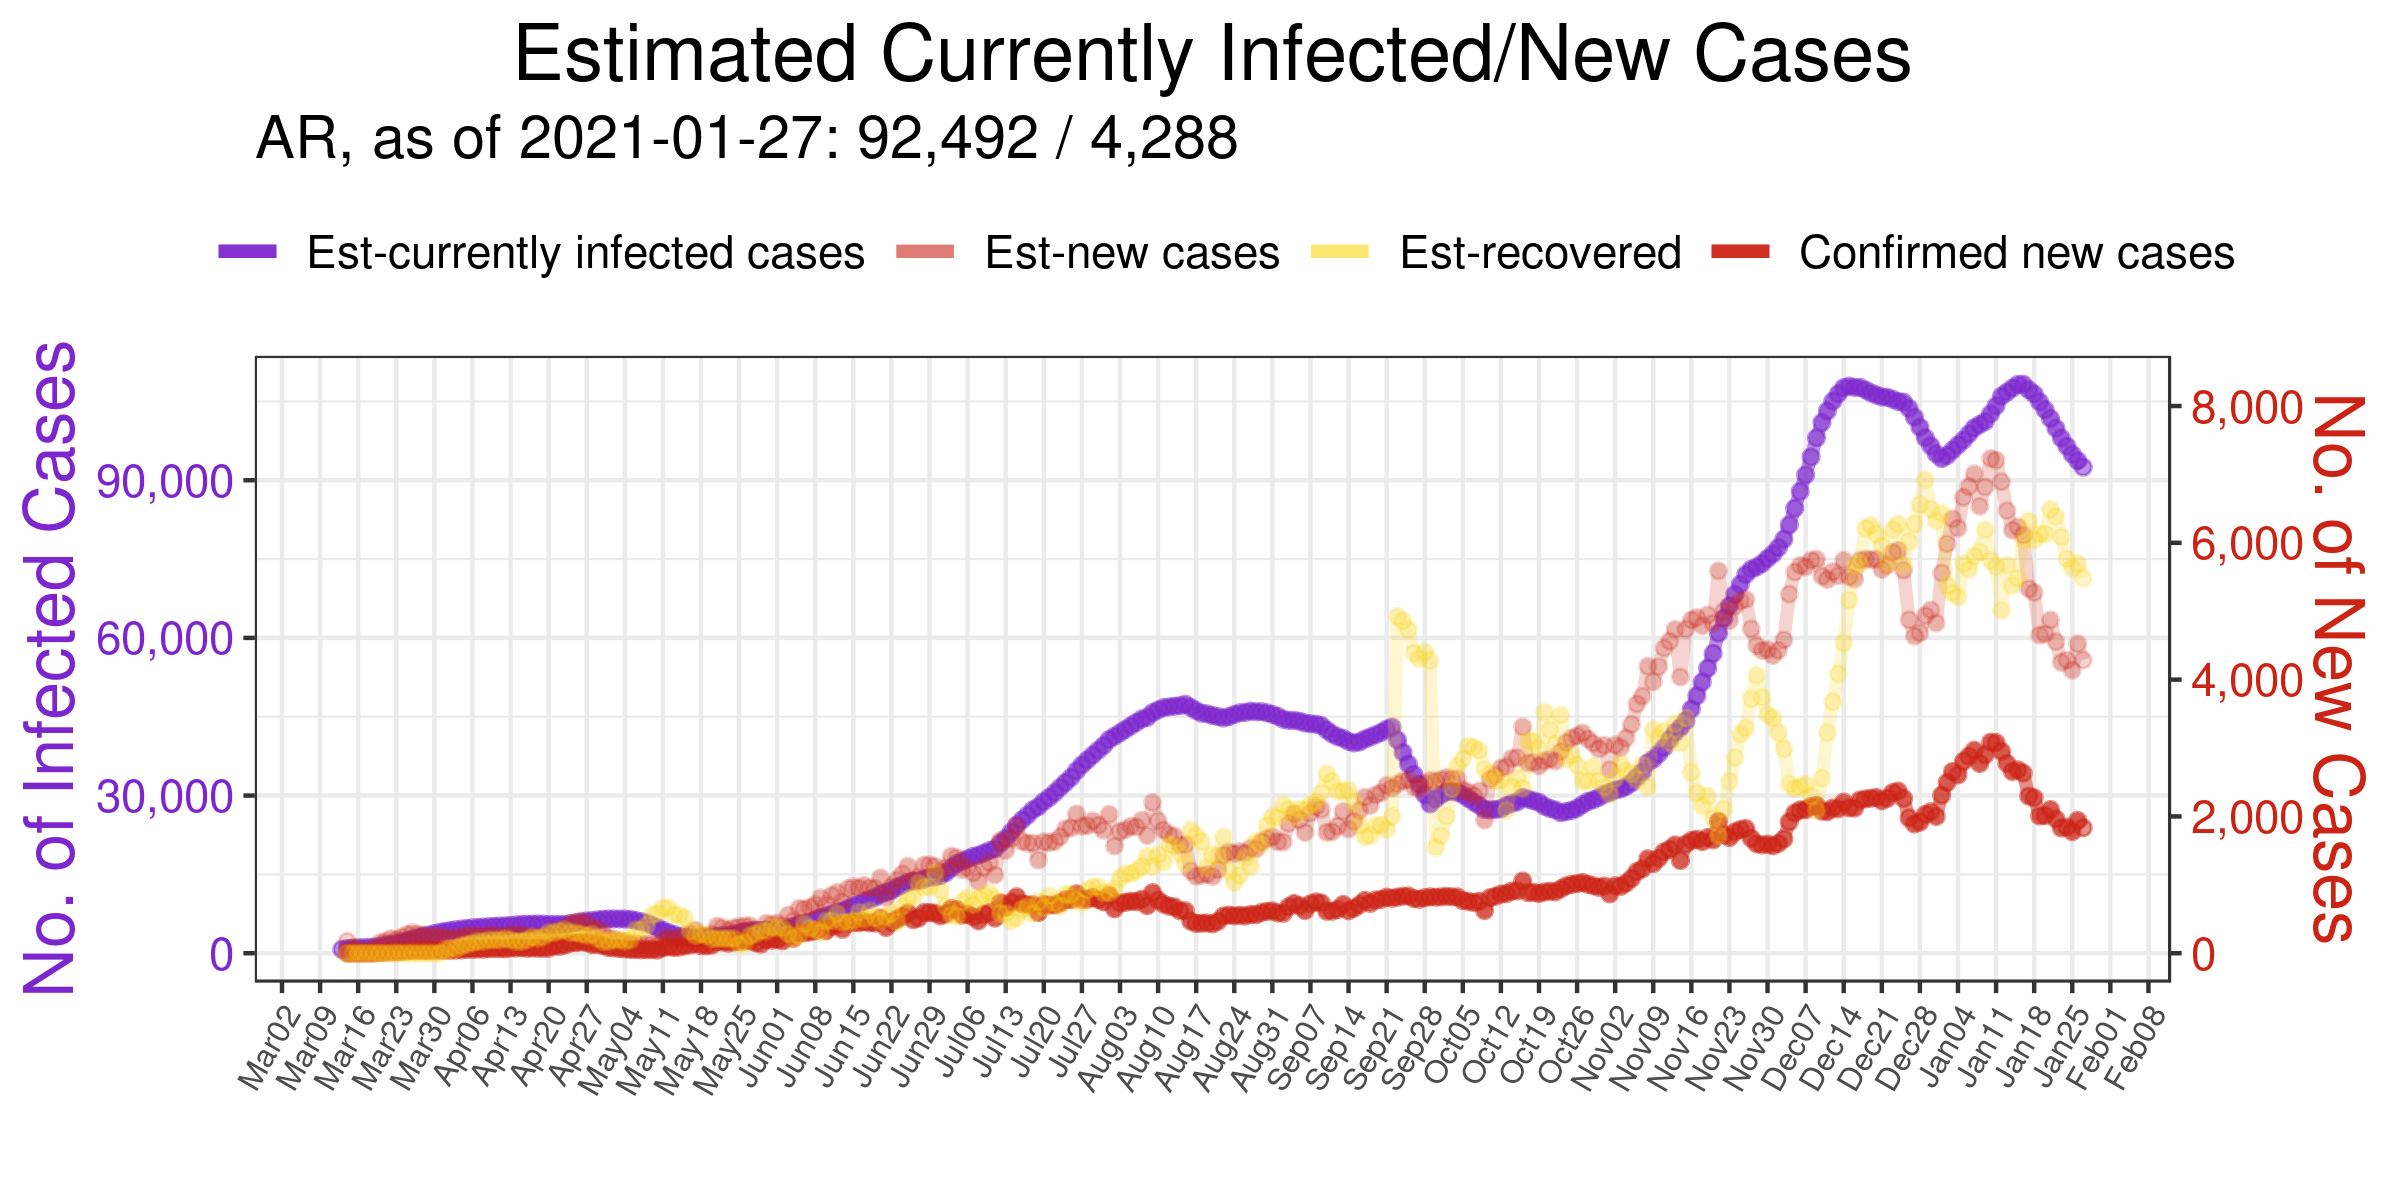 Estimated Currently Infected/New Cases
AR, as of 2021-01-27: 92,492 / 4,288
Est-currently infected cases
Est-new cases
Est-recovered
Confirmed new cases
No. of Infected Cases
90,000
60,000
30,000
0
8,000
6,000
4,000
2,000
0
No. of New Cases
Mar02
Mar09
Mar16
Mar23
Mar30
Apr06
Apr13
Apr20
Apr27
May04
May11
May18
May25
Jun01
Jun08
Jun15
Jun22
Jun29
Jul06
Jul13
Jul20
Jul27
Aug03
Aug10
Aug17
Aug24
Aug31
Sep07
Sep14
Sep21
Sep28
Oct05
Oct12
Oct19
Oct26
Nov02
Nov09
Nov16
Nov23
Nov30
Dec07
Dec14
Dec21
Dec28
Jan04
Jan11
Jan18
Jan25
Feb01
Feb08